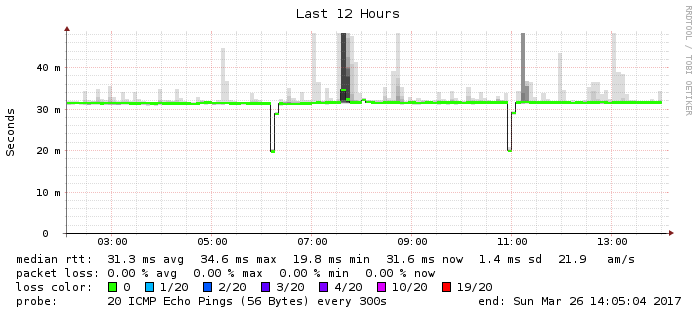 Last 12 Hours
RRDTOOL / TOBI OETIKER
Seconds
40 m
30 m
20 m
10 m
0
03:00 05:00 07:00 09:00 11:00 13:00
median rtt: 31.3 ms avg 34.6 ms max 19.8 ms min 31.6 ms now 1.4 ms sd 21.9 am/s
packet loss: 0.00 % avg 0.00 % max 0.00 % min 0.00 % now
loss color: 0 1/20 2/20 3/20 4/20 10/20 19/20
probe: 20 ICMP Echo Pings (56 Bytes) every 300s end: Sun Mar 26 14:05:04 2017